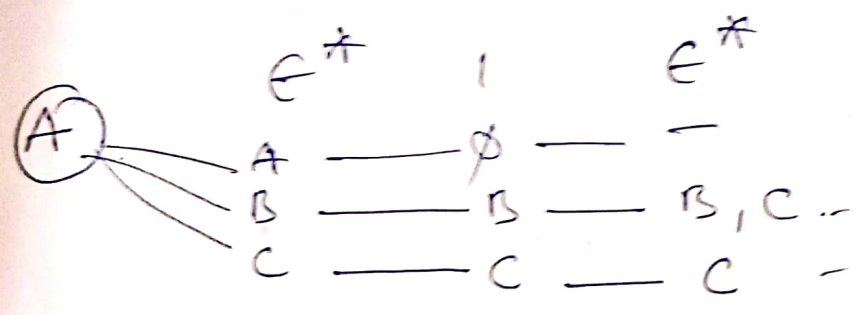 ϵ* 1 ϵ*
A A — ϕ — —
B — B — B, C ..
C — C — C -